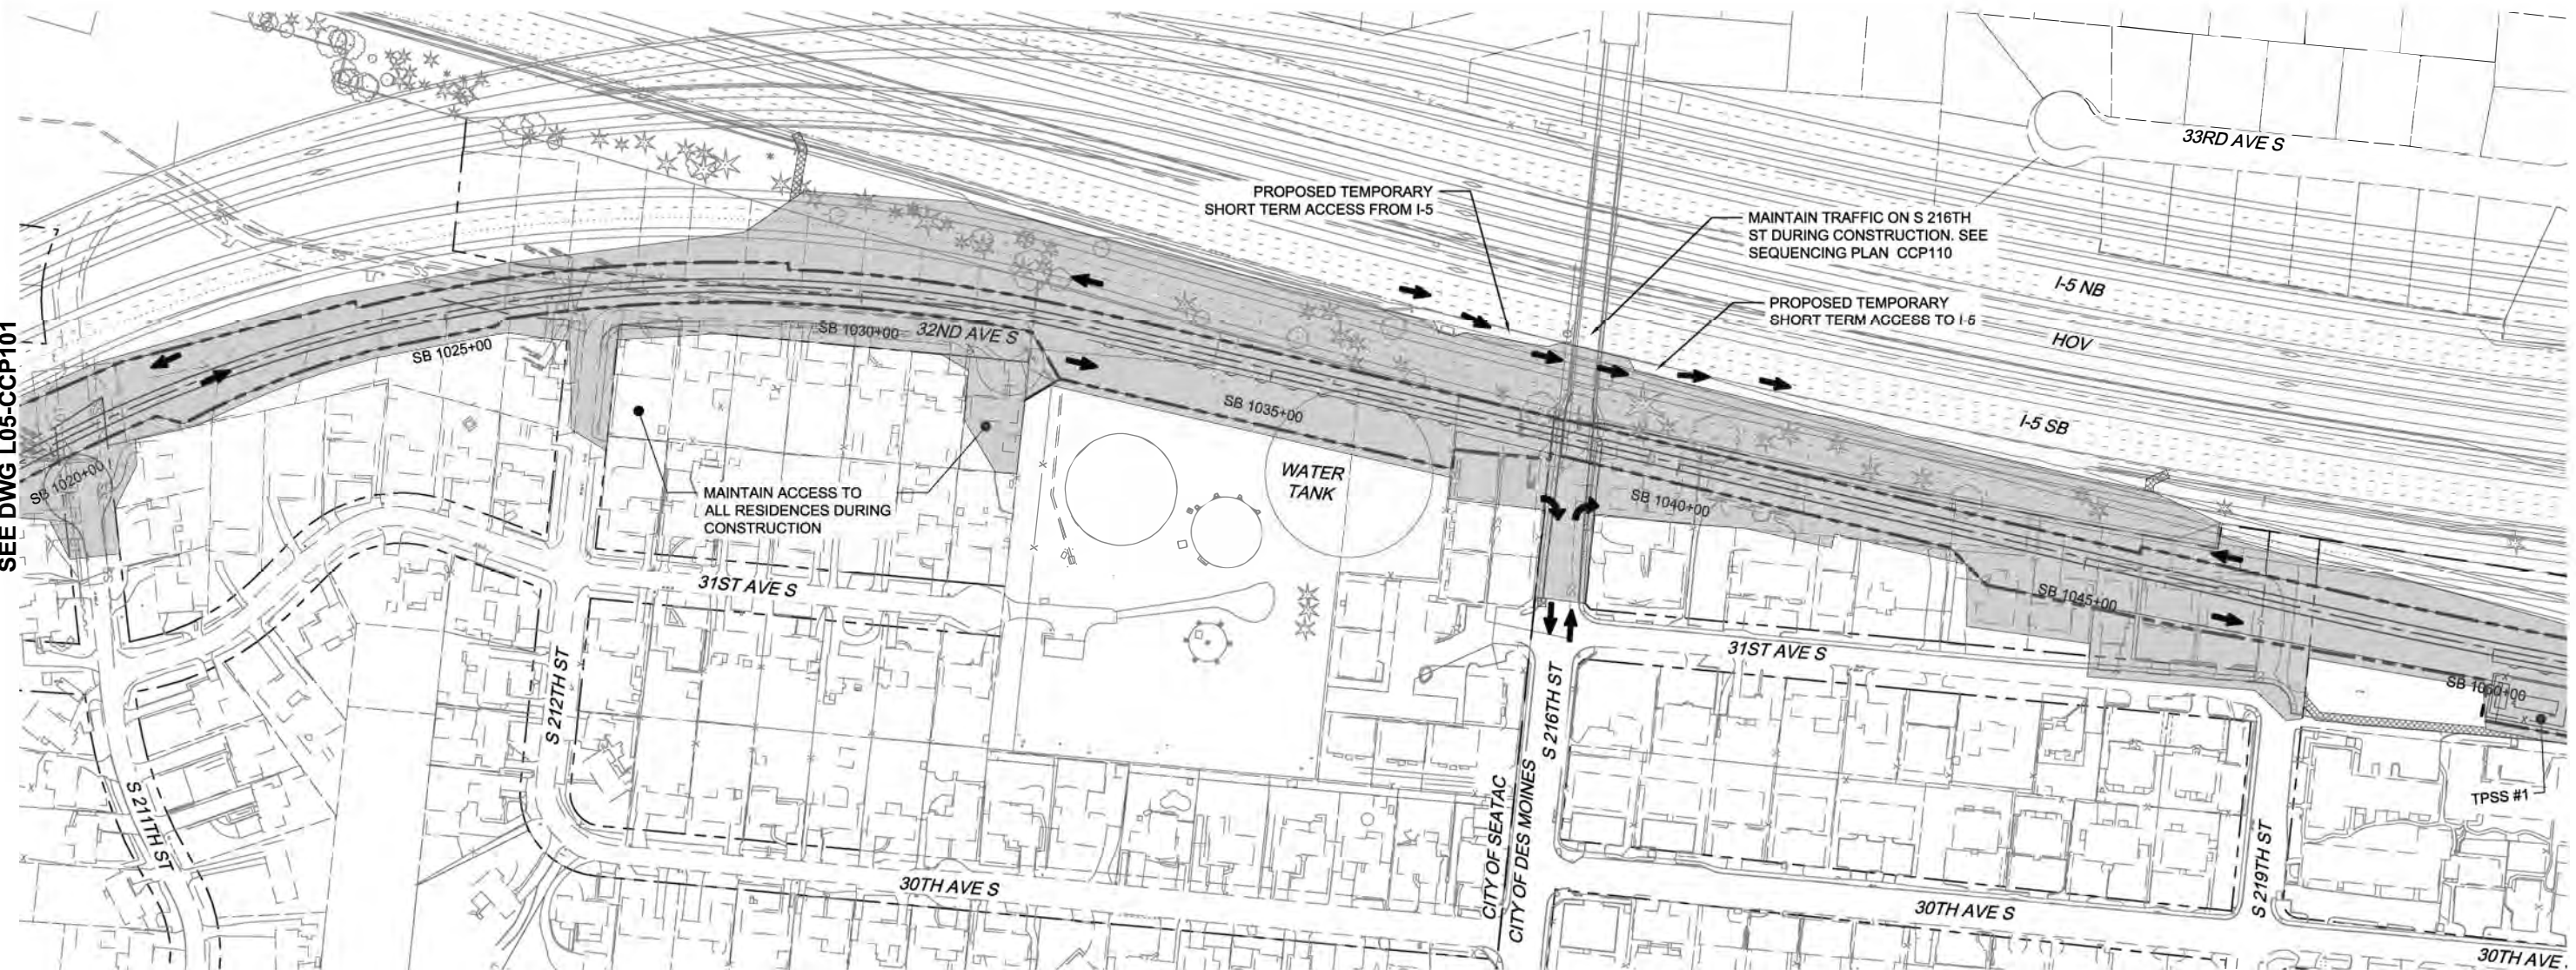 SEE DWG L05-CCP101
33RD AVE S
PROPOSED TEMPORARY
SHORT TERM ACCESS FROM I-5
MAINTAIN TRAFFIC ON S 216TH
ST DURING CONSTRUCTION. SEE
SEQUENCING PLAN CCP110
I-5 NB
PROPOSED TEMPORARY
SHORT TERM ACCESS TO I-5
HOV
SB 1030+00
32ND AVE S
SB 1025+00
SB 1035+00
I-5 SB
SB 1020+00
WATER
TANK
MAINTAIN ACCESS TO
ALL RESIDENCES DURING
CONSTRUCTION
SB 1040+00
31ST AVE S
SB 1045+00
31ST AVE S
S 212TH ST
S 216TH ST
SB 1050+00
TPSS #1
S 211TH ST
CITY OF SEATAC
CITY OF DES MOINES
S 219TH ST
30TH AVE S
30TH AVE S
30TH AVE